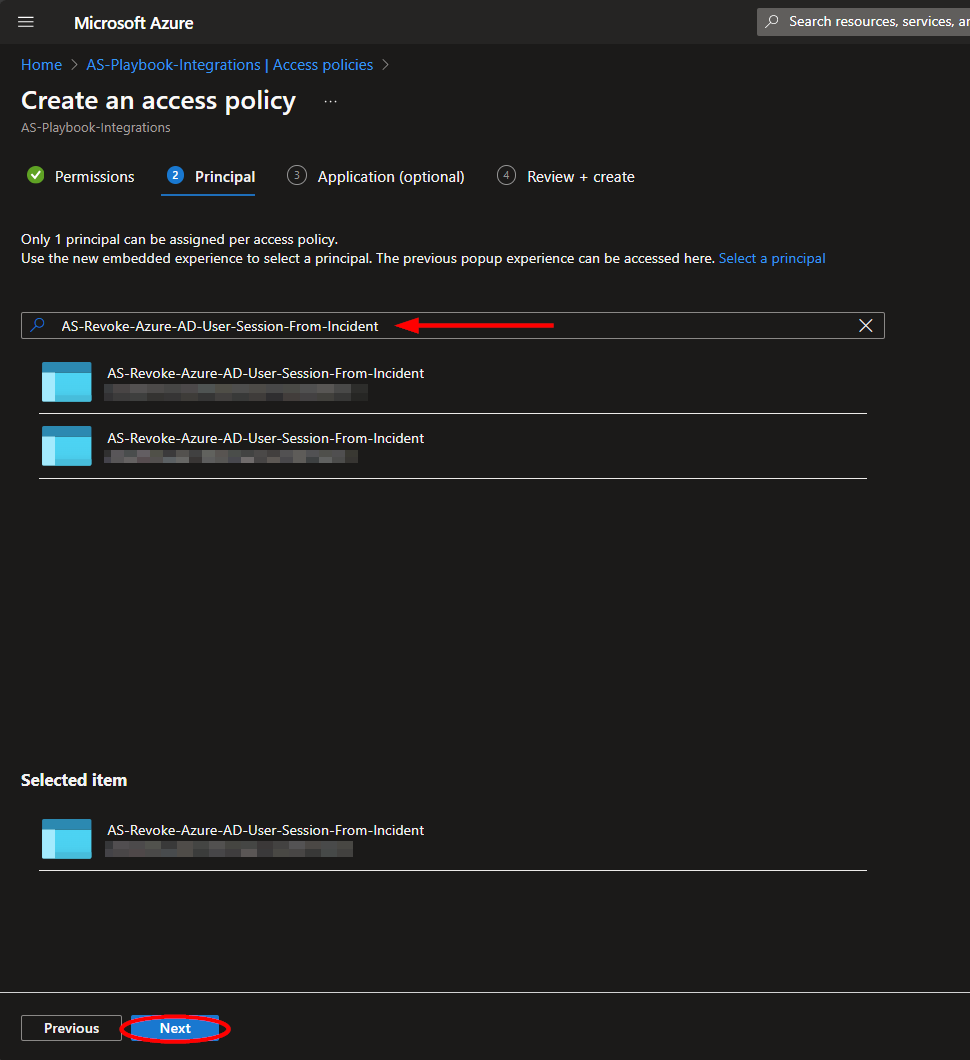 Microsoft Azure
Search resources, services, ar
Home > AS-Playbook-Integrations | Access policies >
Create an access policy ...
AS-Playbook-Integrations
Permissions
2 Principal
3 Application (optional)
4 Review + create
Only 1 principal can be assigned per access policy.
Use the new embedded experience to select a principal. The previous popup experience can be accessed here. Select a principal
AS-Revoke-Azure-AD-User-Session-From-Incident
AS-Revoke-Azure-AD-User-Session-From-Incident
AS-Revoke-Azure-AD-User-Session-From-Incident
Selected item
AS-Revoke-Azure-AD-User-Session-From-Incident
Previous
Next